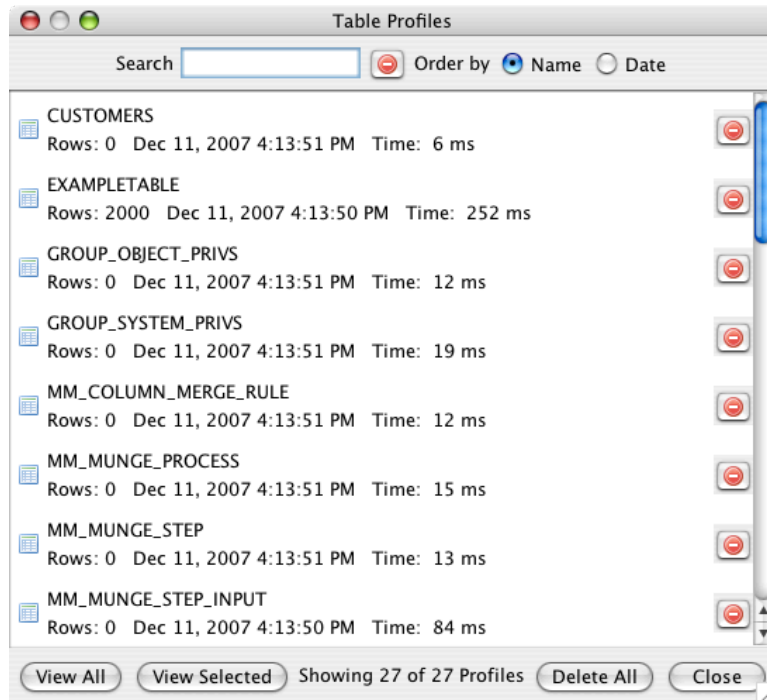 Table Profiles
Search Order by Name Date
CUSTOMERS
Rows: 0 Dec 11, 2007 4:13:51 PM Time: 6 ms
EXAMPLETABLE
Rows: 2000 Dec 11, 2007 4:13:50 PM Time: 252 ms
GROUP_OBJECT_PRIVS
Rows: 0 Dec 11, 2007 4:13:51 PM Time: 12 ms
GROUP_SYSTEM_PRIVS
Rows: 0 Dec 11, 2007 4:13:51 PM Time: 19 ms
MM_COLUMN_MERGE_RULE
Rows: 0 Dec 11, 2007 4:13:51 PM Time: 12 ms
MM_MUNGE_PROCESS
Rows: 0 Dec 11, 2007 4:13:51 PM Time: 15 ms
MM_MUNGE_STEP
Rows: 0 Dec 11, 2007 4:13:51 PM Time: 13 ms
MM_MUNGE_STEP_INPUT
Rows: 0 Dec 11, 2007 4:13:50 PM Time: 84 ms
View All View Selected Showing 27 of 27 Profiles Delete All Close